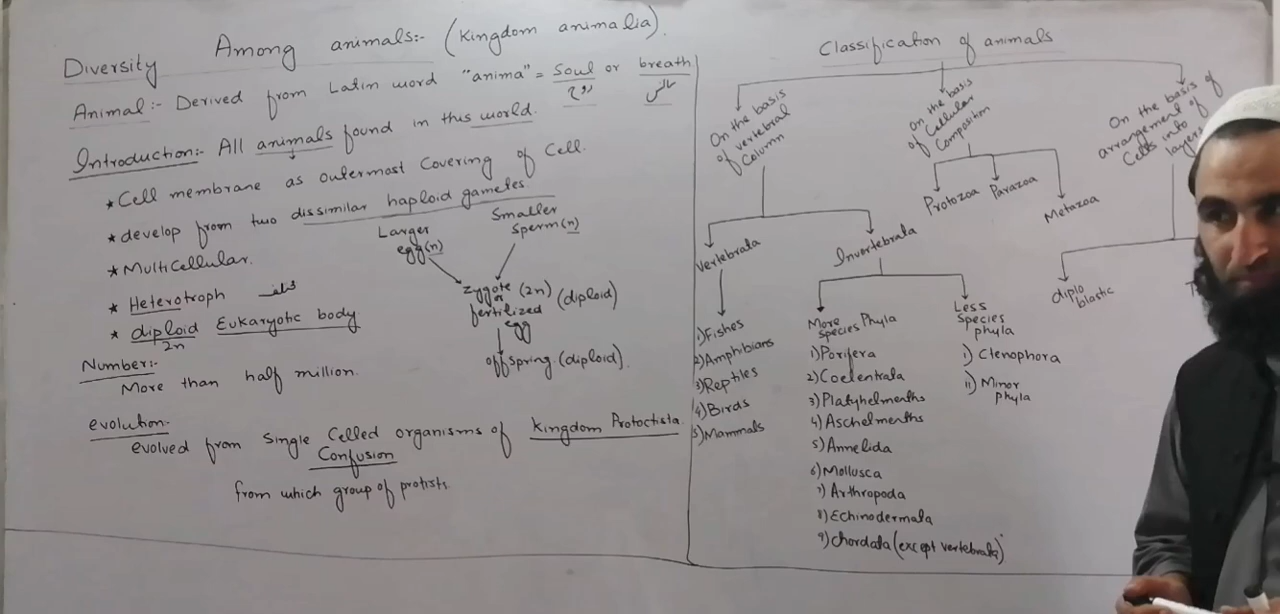 Diversity Among animals:- (Kingdom animalia).
Animal:- Derived from Latin word "anima" = Soul or breath
روح سانس
Introduction:- All animals found in this world.
* Cell membrane as outermost Covering of Cell.
* develop from two dissimilar haploid gametes.
Larger egg (n)
Smaller sperm (n)
* Multicellular.
* Heterotroph
zygote (2n) (diploid)
or
fertilized egg
* diploid Eukaryotic body
2n
offspring (diploid).
Number:-
More than half million.
evolution:-
evolved from Single Celled organisms of Kingdom Protoctista.
Confusion
from which group of protists.
Classification of animals
On the basis of vertebral Column
On the basis of Cellular Composition
On the basis of arrangement of Cells into layers
Protozoa
Parazoa
Metazoa
Vertebrata
Invertebrata
diplo blastic
T
1) Fishes
2) Amphibians
3) Reptiles
4) Birds
5) Mammals
More Species Phyla
1) Porifera
2) Coelentrata
3) Platyhelmenths
4) Aschelmenths
5) Annelida
6) Mollusca
7) Arthropoda
8) Echinodermata
9) Chordata (except vertebrata)
Less Species phyla
i) Ctenophora
ii) Minor phyla